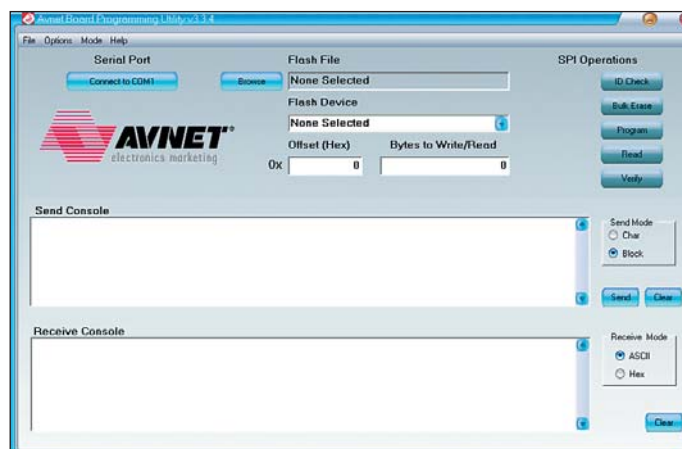 Avnet Board Programming Utility v3.3.4
File Options Mode Help
Serial Port
Connect to COM1
Browse
Flash File
None Selected
Flash Device
None Selected
Offset (Hex)
Bytes to Write/Read
0x 0
0
SPI Operations
ID Check
Bulk Erase
Program
Read
Verify
AVNET®
electronics marketing
Send Console
Send Mode
Char
Block
Send Clear
Receive Console
Receive Mode
ASCII
Hex
Clear